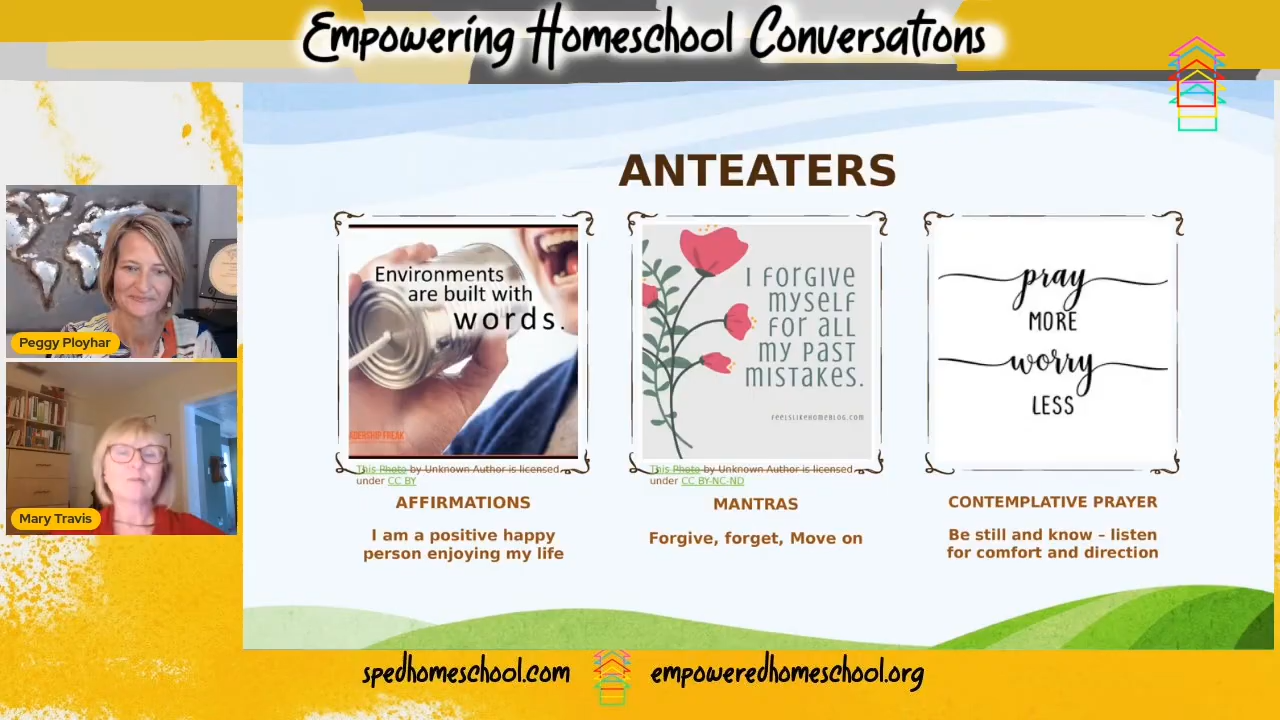 Empowering Homeschool Conversations
ANTEATERS
Environments
are built with
words.
This Photo by Unknown Author is licensed
under CC BY
AFFIRMATIONS
I am a positive happy
person enjoying my life
I FORGIVE
MYSELF
FOR ALL
MY PAST
MISTAKES.
FEELSLIKEHOMEBLOG.COM
This Photo by Unknown Author is licensed
under CC BY-NC-ND
MANTRAS
Forgive, forget, Move on
pray
MORE
worry
LESS
CONTEMPLATIVE PRAYER
Be still and know – listen
for comfort and direction
Peggy Ployhar
Mary Travis
spedhomeschool.com
empoweredhomeschool.org